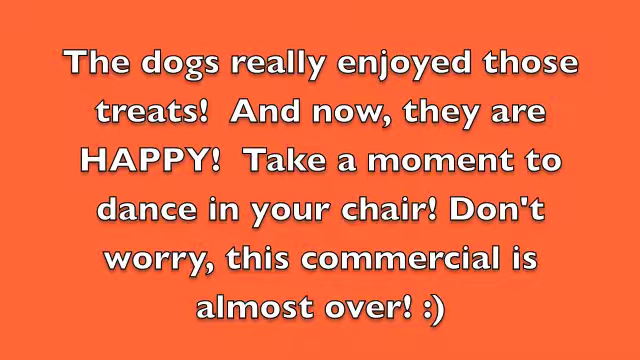 The dogs really enjoyed those
treats!  And now, they are
HAPPY!  Take a moment to
dance in your chair! Don't
worry, this commercial is
almost over! :)